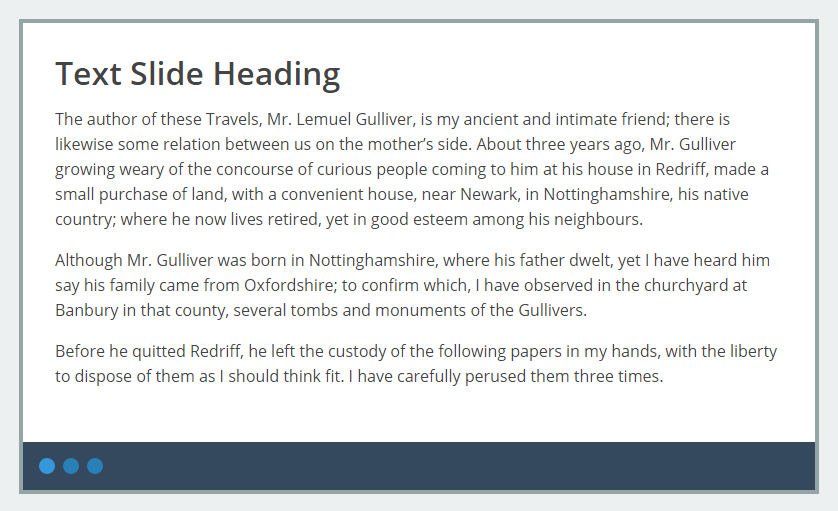 Text Slide Heading
The author of these Travels, Mr. Lemuel Gulliver, is my ancient and intimate friend; there is
likewise some relation between us on the mother’s side. About three years ago, Mr. Gulliver
growing weary of the concourse of curious people coming to him at his house in Redriff, made a
small purchase of land, with a convenient house, near Newark, in Nottinghamshire, his native
country; where he now lives retired, yet in good esteem among his neighbours.
Although Mr. Gulliver was born in Nottinghamshire, where his father dwelt, yet I have heard him
say his family came from Oxfordshire; to confirm which, I have observed in the churchyard at
Banbury in that county, several tombs and monuments of the Gullivers.
Before he quitted Redriff, he left the custody of the following papers in my hands, with the liberty
to dispose of them as I should think fit. I have carefully perused them three times.